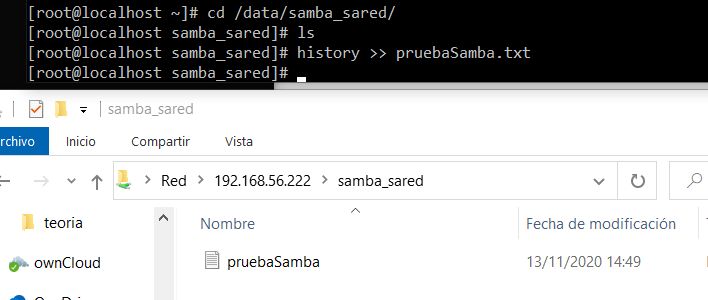 [root@localhost ~]# cd /data/samba_sared/
[root@localhost samba_sared]# ls
[root@localhost samba_sared]# history >> pruebaSamba.txt
[root@localhost samba_sared]#
samba_sared
rchivo Inicio Compartir Vista
Red > 192.168.56.222 > samba_sared
teoria
ownCloud
Nombre Fecha de modificación
pruebaSamba 13/11/2020 14:49